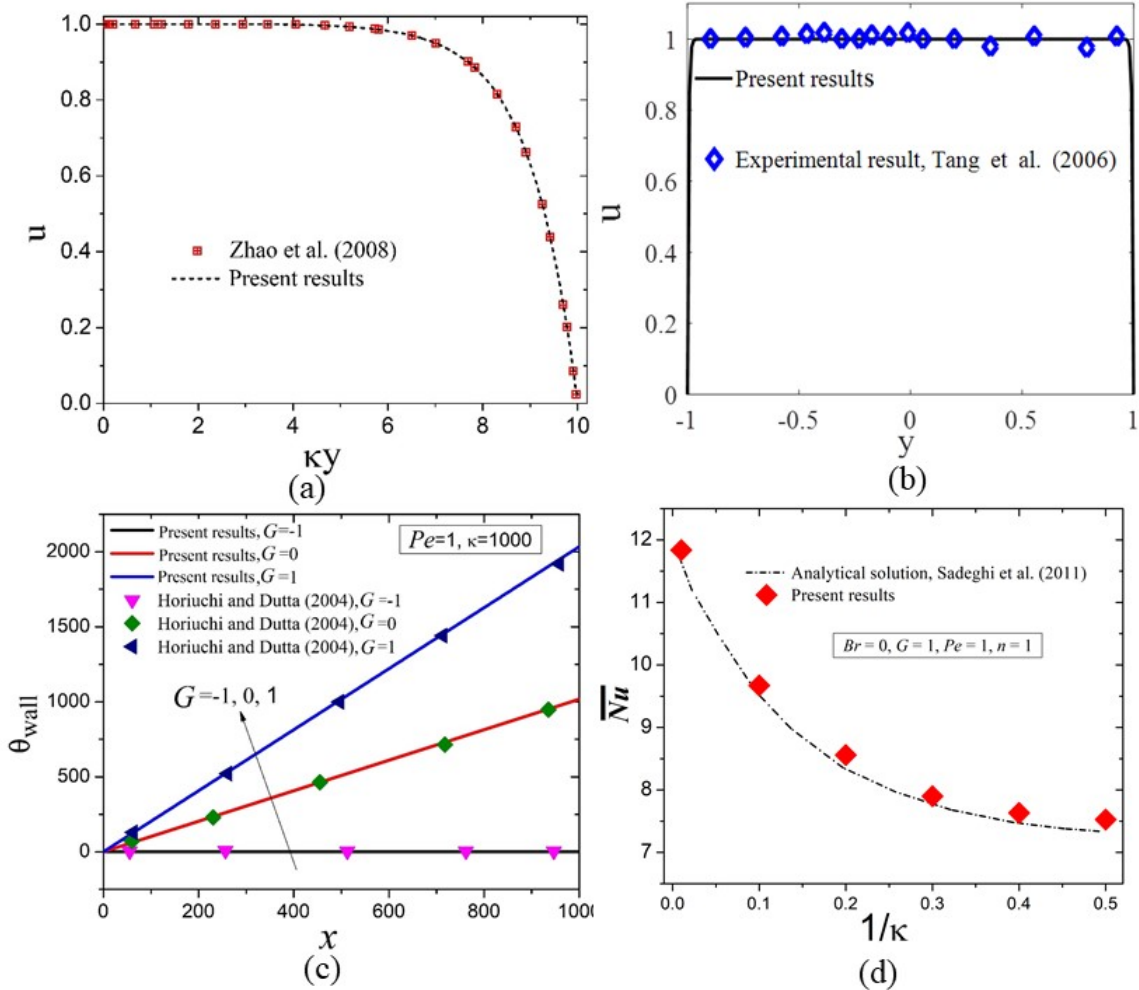 1.0
0.8
0.6
0.4
0.2
0.0
u
Zhao et al. (2008)
Present results
0 2 4 6 8 10
κy
(a)
1
0.8
0.6
0.4
0.2
0
u
Present results
Experimental result, Tang et al. (2006)
-1 -0.5 0 0.5 1
y
(b)
2000
1500
1000
500
0
θwall
Present results, G=-1
Present results, G=0
Present results, G=1
Horiuchi and Dutta (2004), G=-1
Horiuchi and Dutta (2004), G=0
Horiuchi and Dutta (2004), G=1
Pe=1, κ=1000
G=-1, 0, 1
0 200 400 600 800 1000
x
(c)
12
11
10
9
8
7
Nu
Analytical solution, Sadeghi et al. (2011)
Present results
Br = 0, G = 1, Pe = 1, n = 1
0.0 0.1 0.2 0.3 0.4 0.5
1/κ
(d)